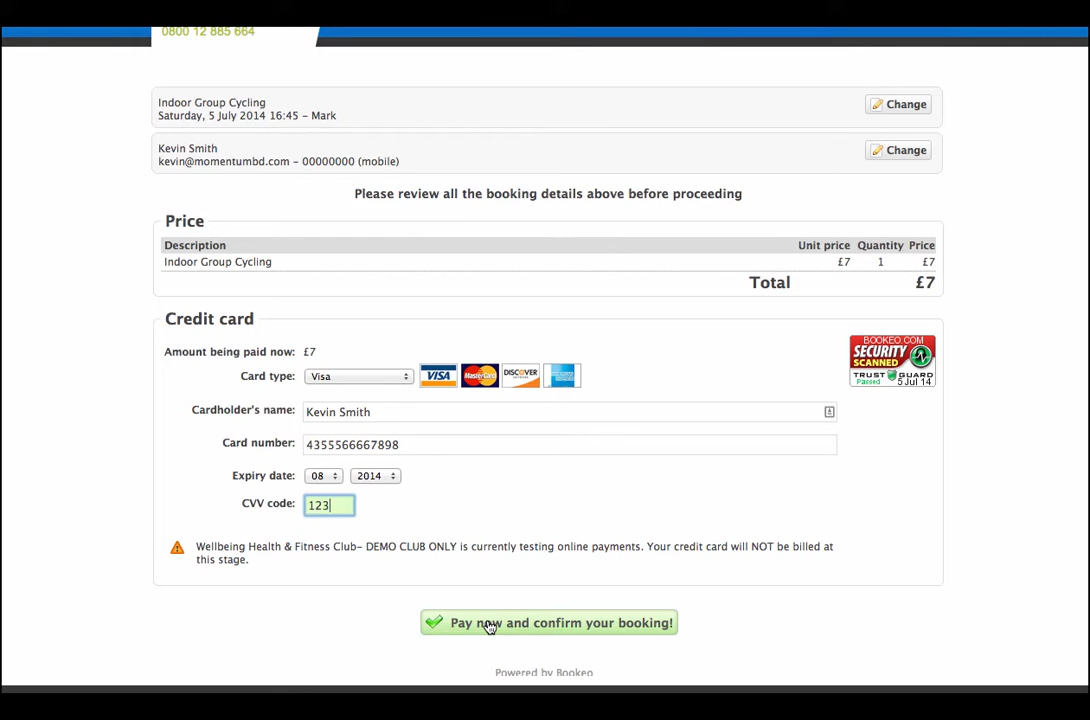 0800 12 885 664
Indoor Group Cycling
Saturday, 5 July 2014 16:45 – Mark
Change
Kevin Smith
kevin@momentumbd.com – 00000000 (mobile)
Change
Please review all the booking details above before proceeding
Price
Description Unit price Quantity Price
Indoor Group Cycling £7 1 £7
Total £7
Credit card
Amount being paid now: £7
BOOKEO.COM
SECURITY
SCANNED
TRUST GUARD
Passed 5 Jul 14
Card type: Visa VISA MasterCard DISCOVER
Cardholder's name: Kevin Smith
Card number: 4355566667898
Expiry date: 08 2014
CVV code: 123
Wellbeing Health & Fitness Club– DEMO CLUB ONLY is currently testing online payments. Your credit card will NOT be billed at
this stage.
Pay now and confirm your booking!
Powered by Bookeo